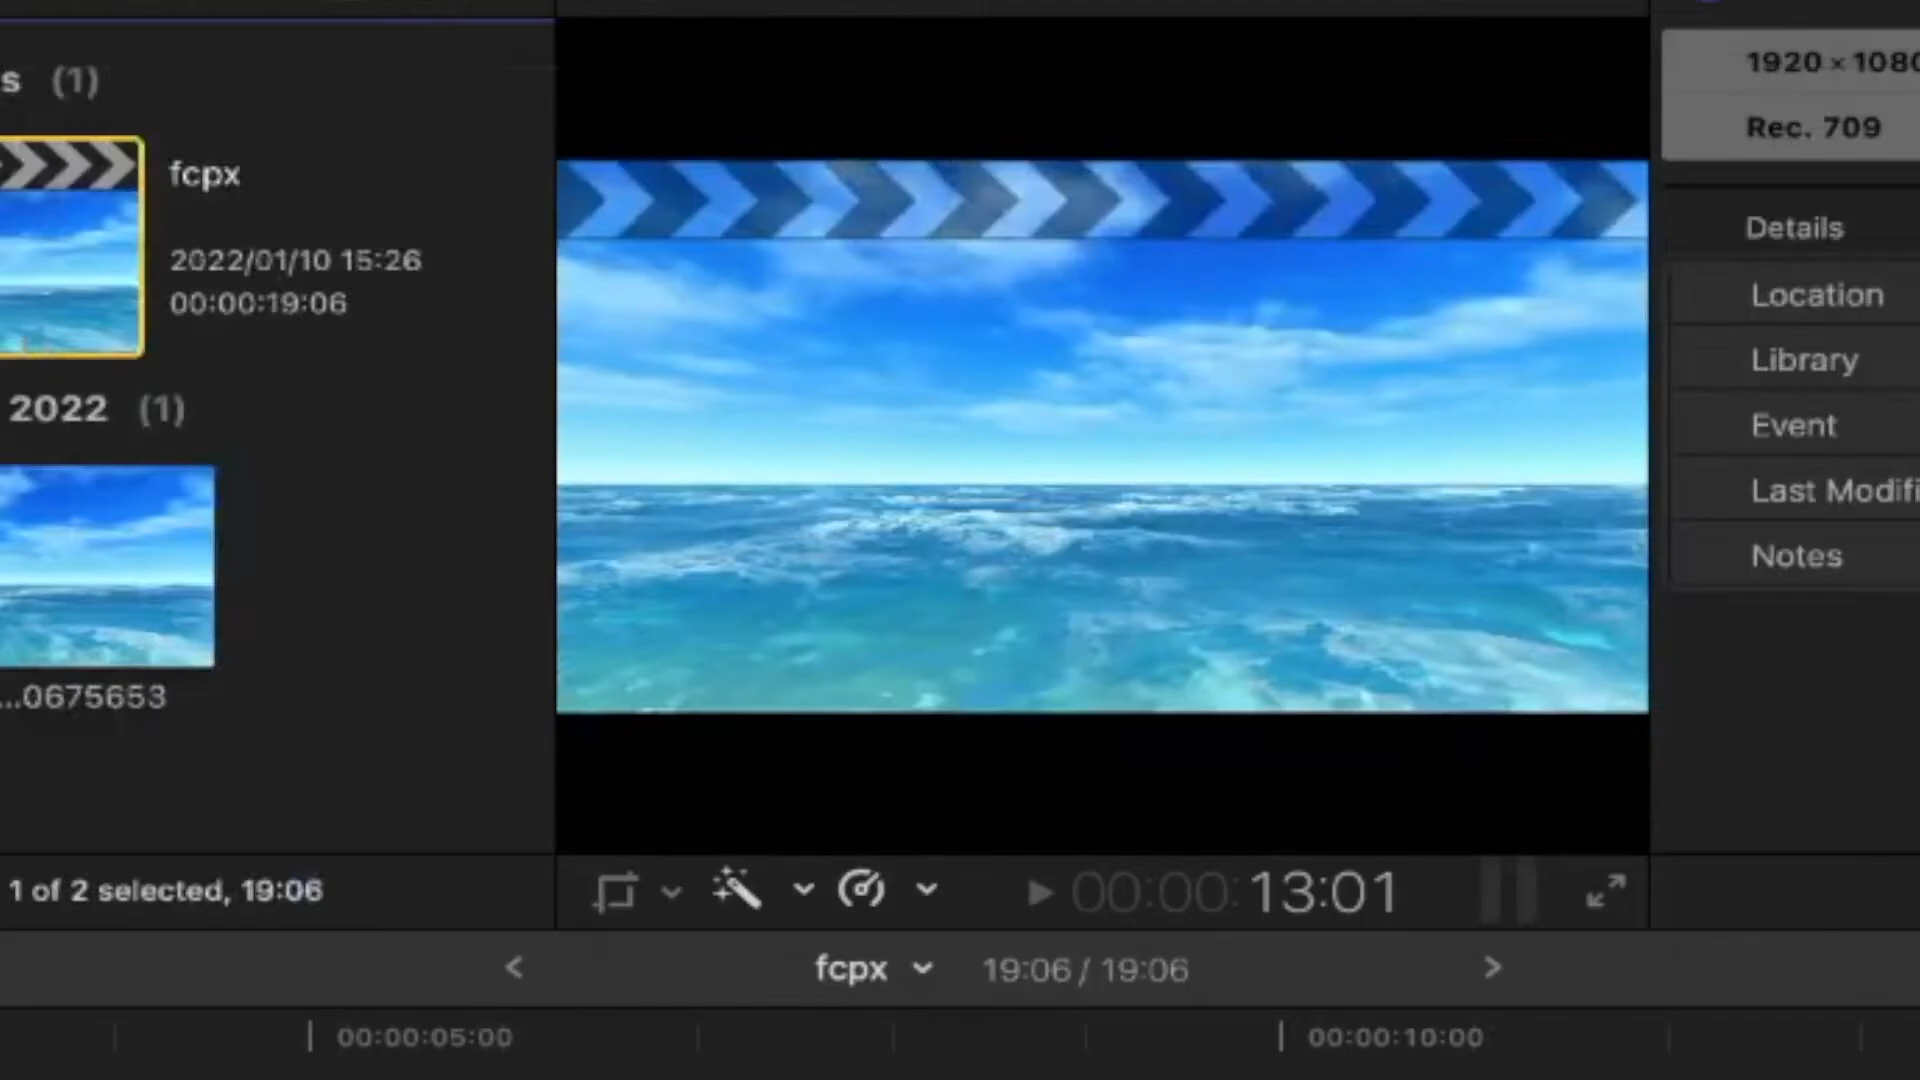 s (1)
fcpx
2022/01/10 15:26
00:00:19:06
2022 (1)
...0675653
1 of 2 selected, 19:06
00:00:13:01
1920 × 1080
Rec. 709
Details
Location
Library
Event
Last Modifi
Notes
fcpx 19:06 / 19:06
00:00:05:00
00:00:10:00